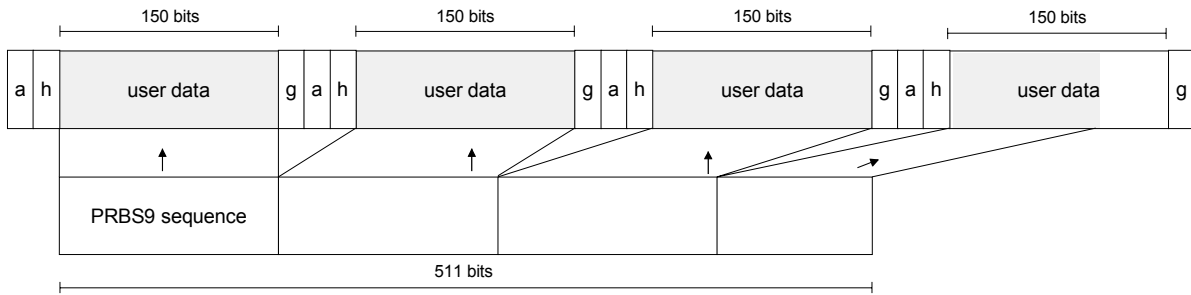 150 bits 150 bits 150 bits 150 bits
a h user data g a h user data g a h user data g a h user data g
PRBS9 sequence
511 bits